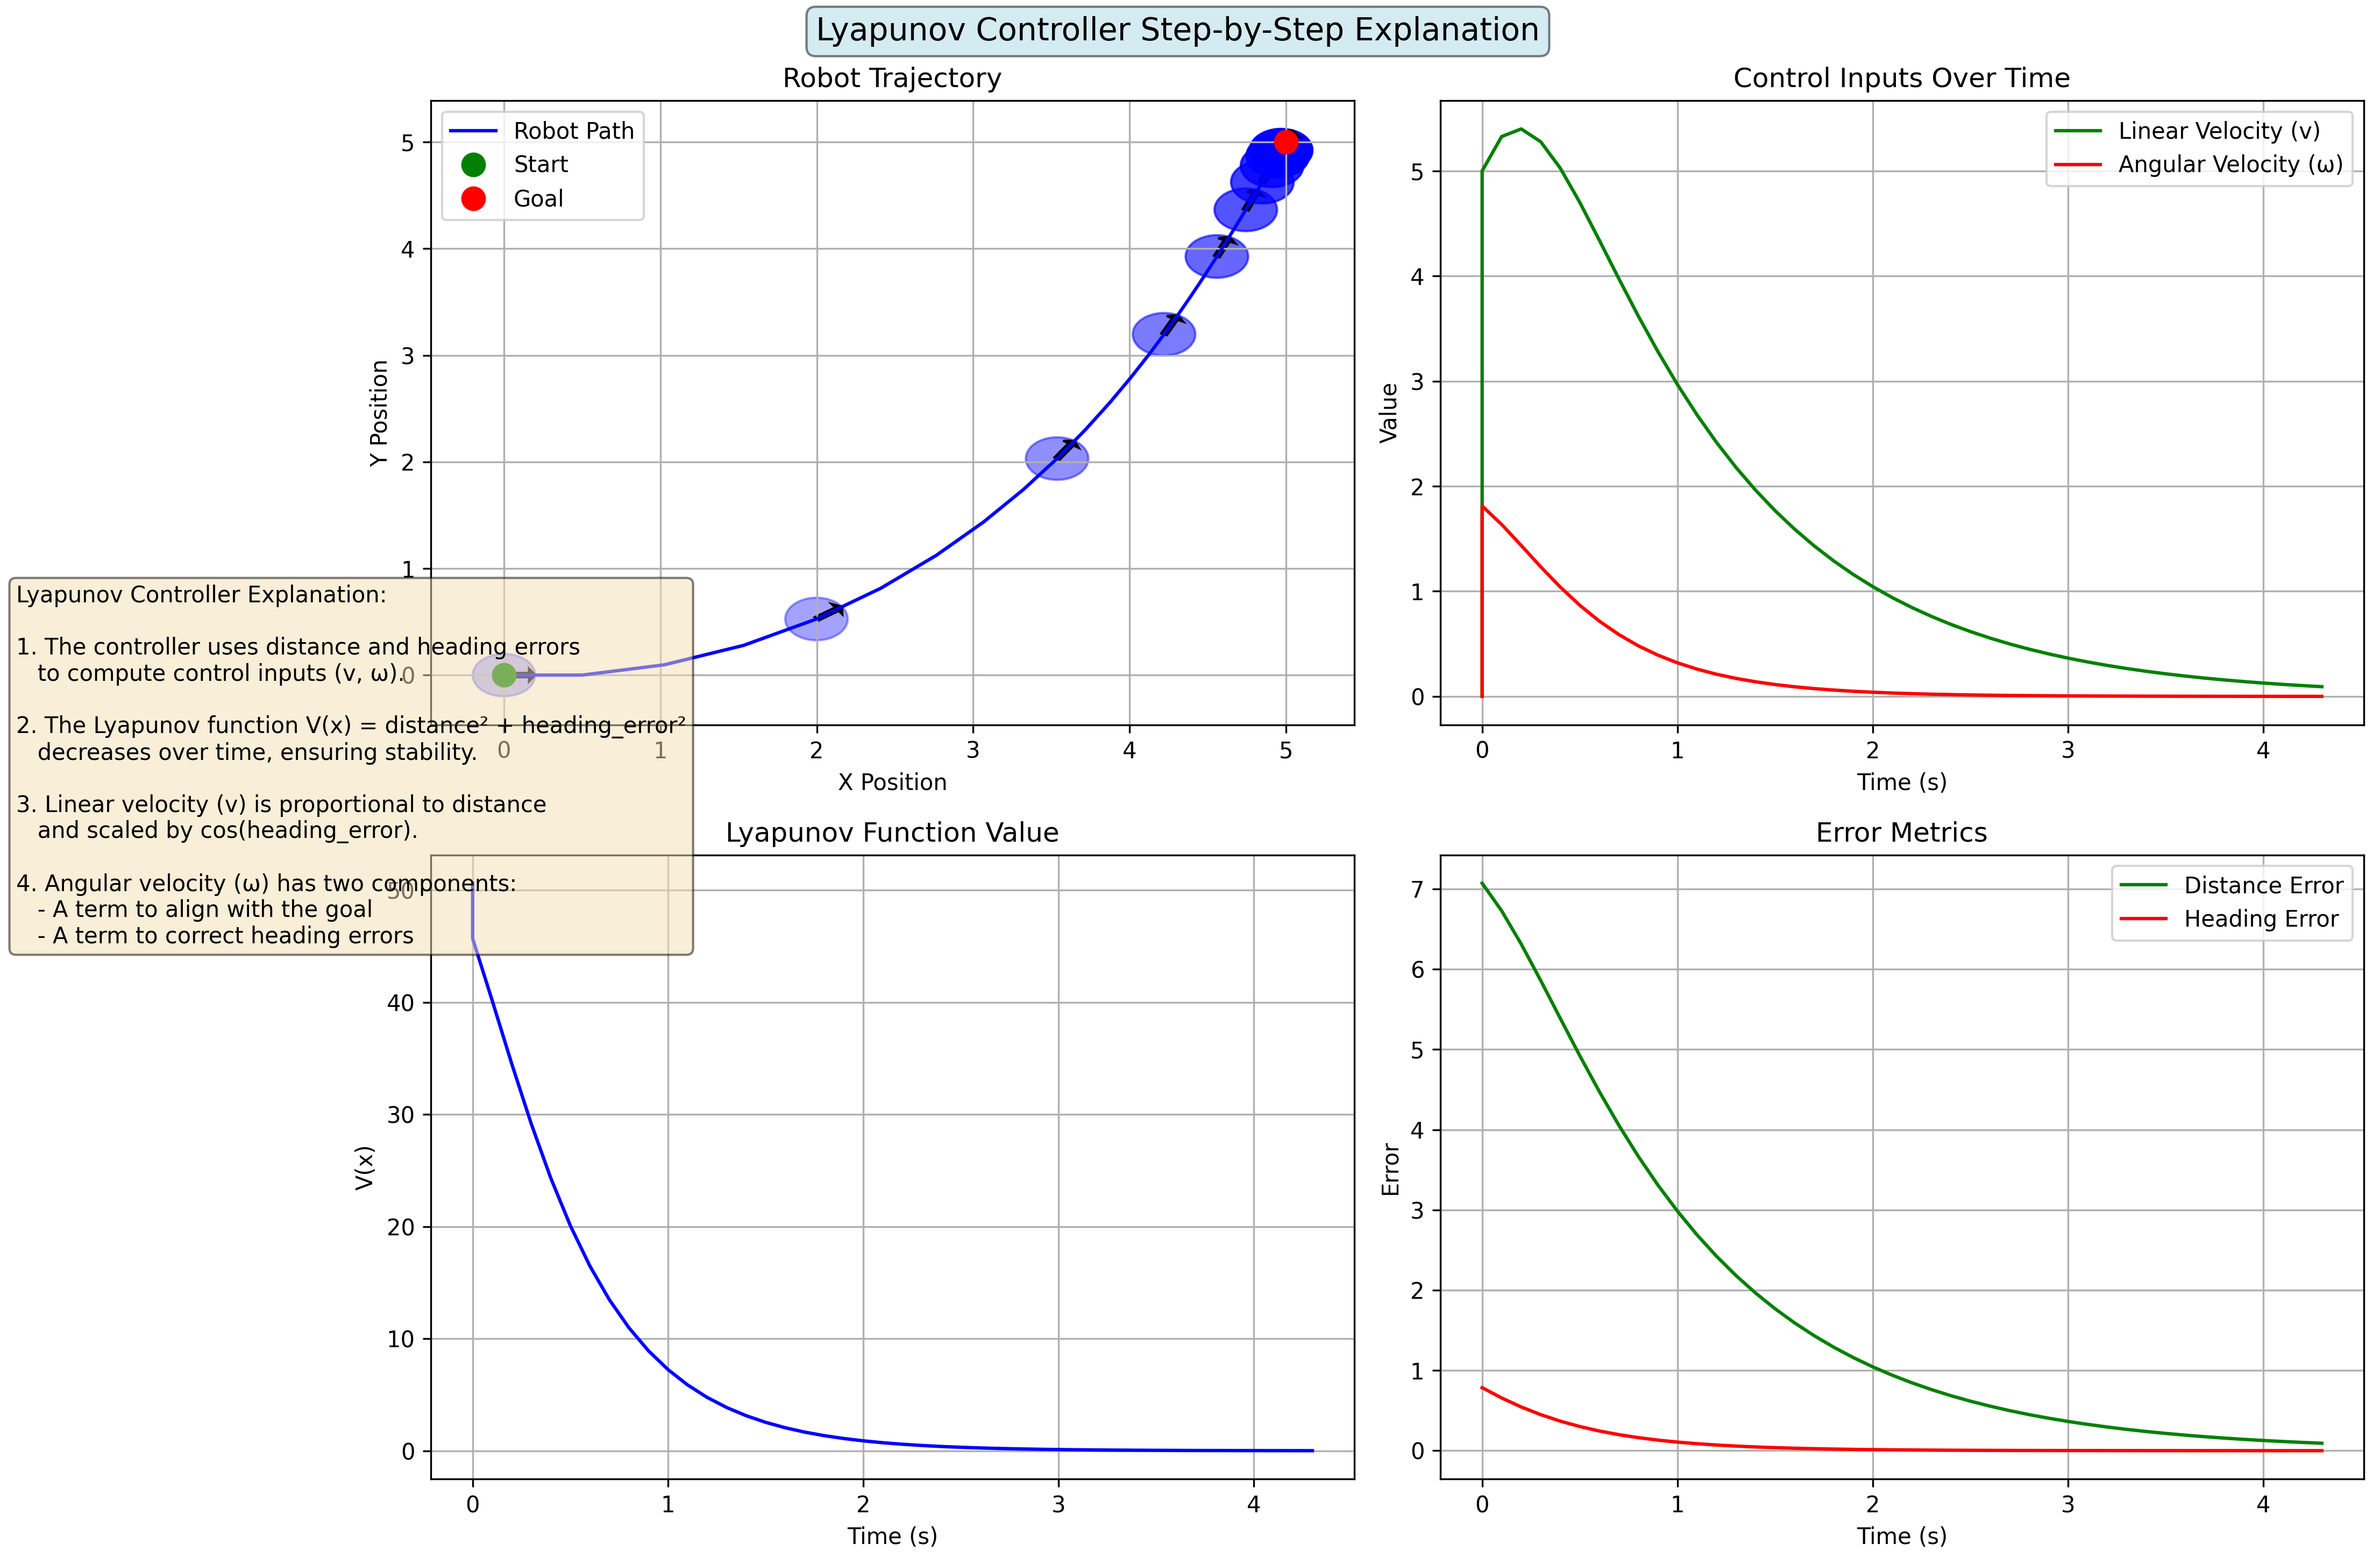 Lyapunov Controller Step-by-Step Explanation
Robot Trajectory
Robot Path
Start
Goal
5
4
3
2
1
0
Y Position
0
1
2
3
4
5
X Position
Control Inputs Over Time
Linear Velocity (v)
Angular Velocity (ω)
5
4
3
2
1
0
Value
0
1
2
3
4
Time (s)
Lyapunov Controller Explanation:
1. The controller uses distance and heading errors
to compute control inputs (v, ω).
2. The Lyapunov function V(x) = distance² + heading_error²
decreases over time, ensuring stability.
3. Linear velocity (v) is proportional to distance
and scaled by cos(heading_error).
4. Angular velocity (ω) has two components:
- A term to align with the goal
- A term to correct heading errors
Lyapunov Function Value
50
40
30
20
10
0
V(x)
0
1
2
3
4
Time (s)
Error Metrics
Distance Error
Heading Error
7
6
5
4
3
2
1
0
Error
0
1
2
3
4
Time (s)